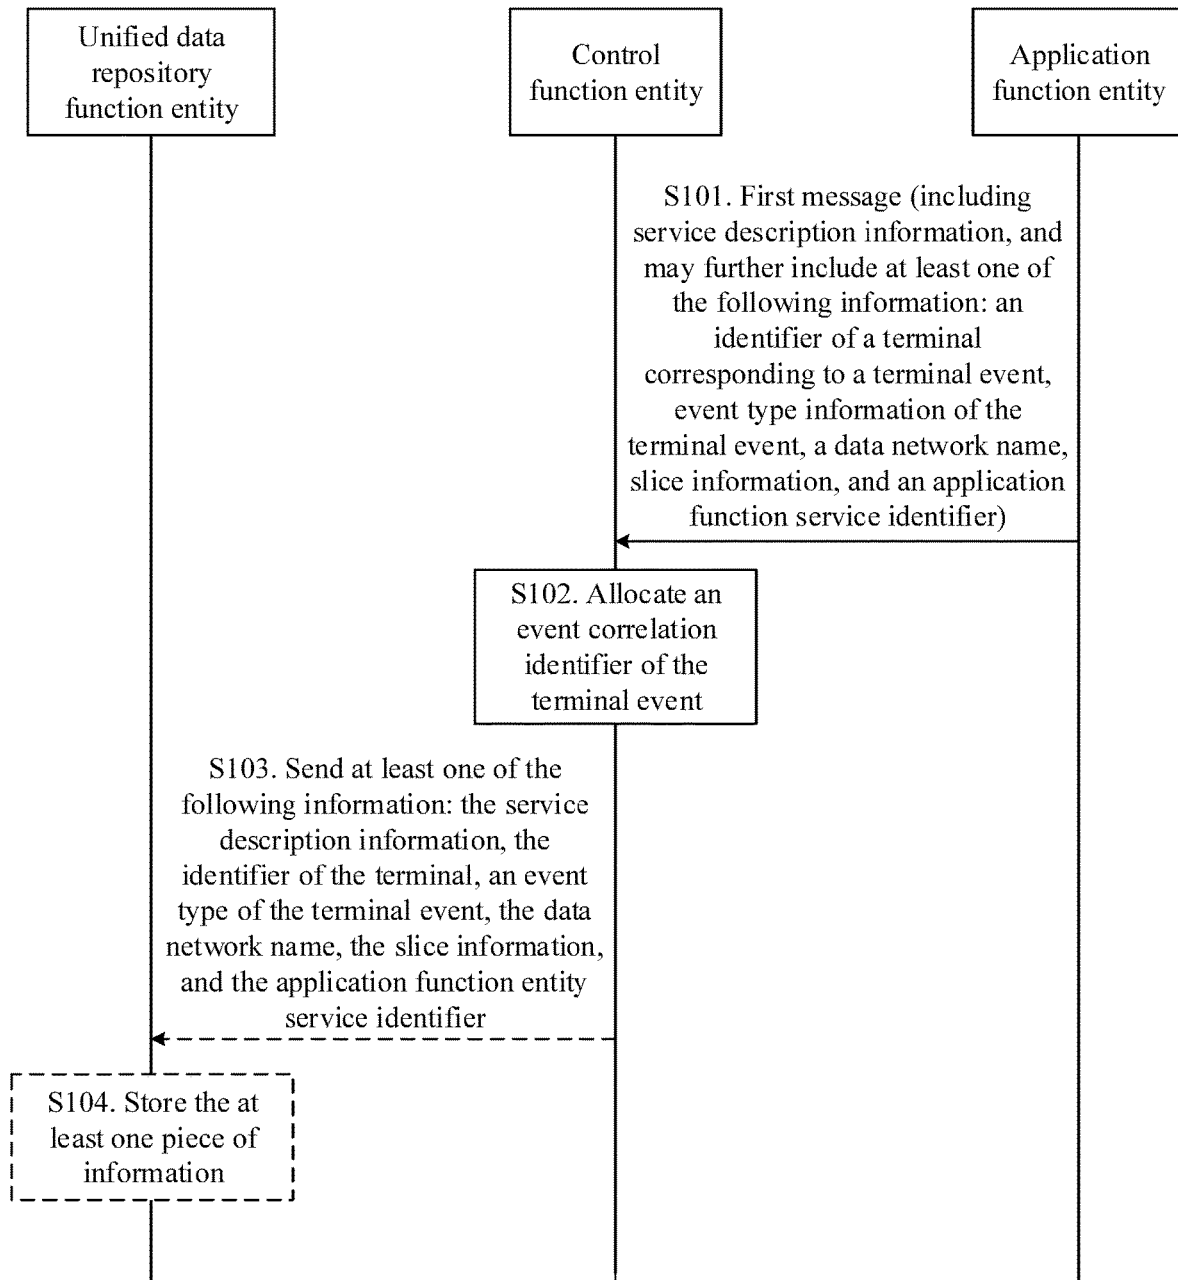 Unified data
repository
function entity
Control
function entity
Application
function entity
S101. First message (including
service description information, and
may further include at least one of
the following information: an
identifier of a terminal
corresponding to a terminal event,
event type information of the
terminal event, a data network name,
slice information, and an application
function service identifier)
S102. Allocate an
event correlation
identifier of the
terminal event
S103. Send at least one of the
following information: the service
description information, the
identifier of the terminal, an event
type of the terminal event, the data
network name, the slice information,
and the application function entity
service identifier
S104. Store the at
least one piece of
information